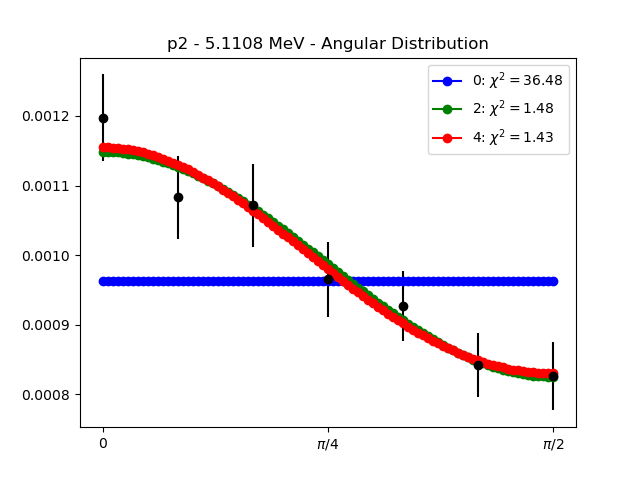 p2 - 5.1108 MeV - Angular Distribution
0: χ² = 36.48
2: χ² = 1.48
4: χ² = 1.43
0.0012
0.0011
0.0010
0.0009
0.0008
0
π/4
π/2